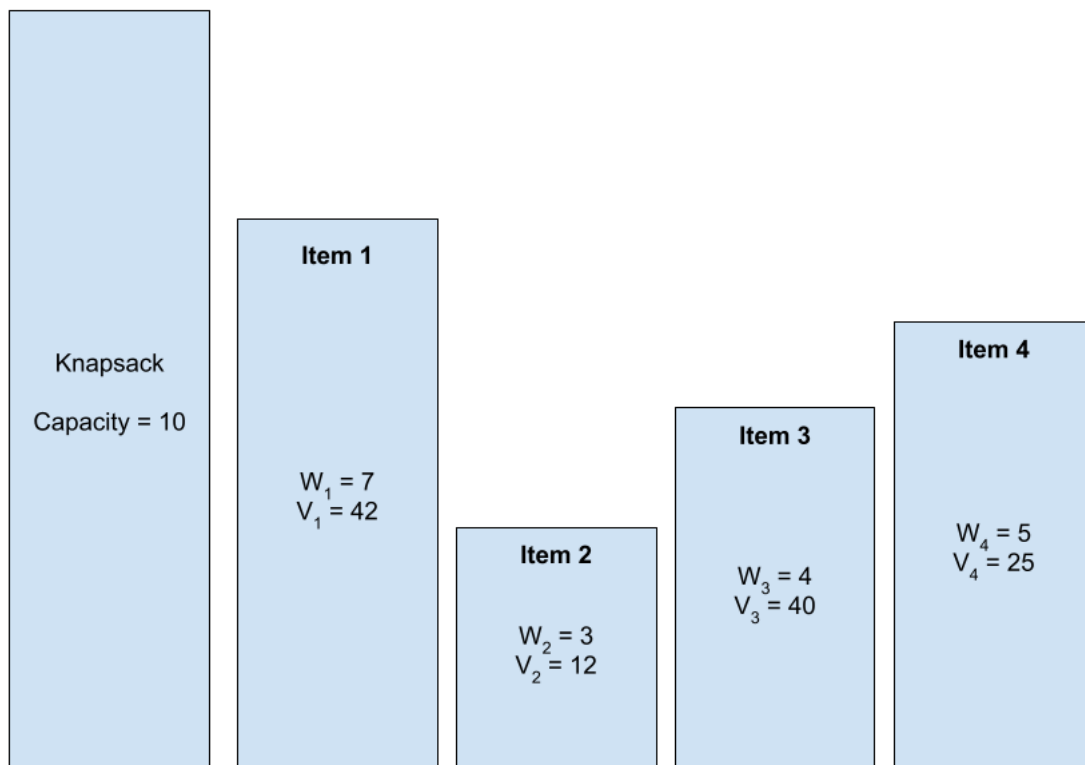 Knapsack
Capacity = 10
Item 1
W₁ = 7
V₁ = 42
Item 2
W₂ = 3
V₂ = 12
Item 3
W₃ = 4
V₃ = 40
Item 4
W₄ = 5
V₄ = 25